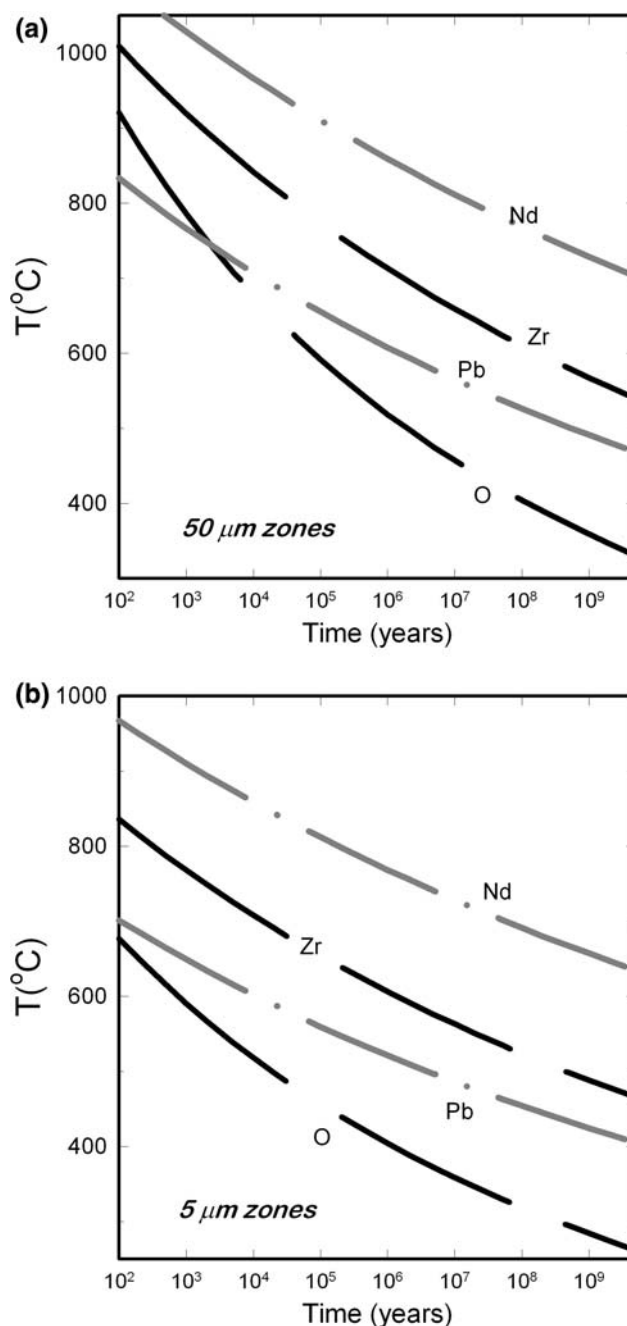 (a)
1000
800
600
400
T(°C)
Nd
Zr
Pb
O
50 μm zones
10² 10³ 10⁴ 10⁵ 10⁶ 10⁷ 10⁸ 10⁹
Time (years)
(b)
1000
800
600
400
T(°C)
Nd
Zr
Pb
O
5 μm zones
10² 10³ 10⁴ 10⁵ 10⁶ 10⁷ 10⁸ 10⁹
Time (years)